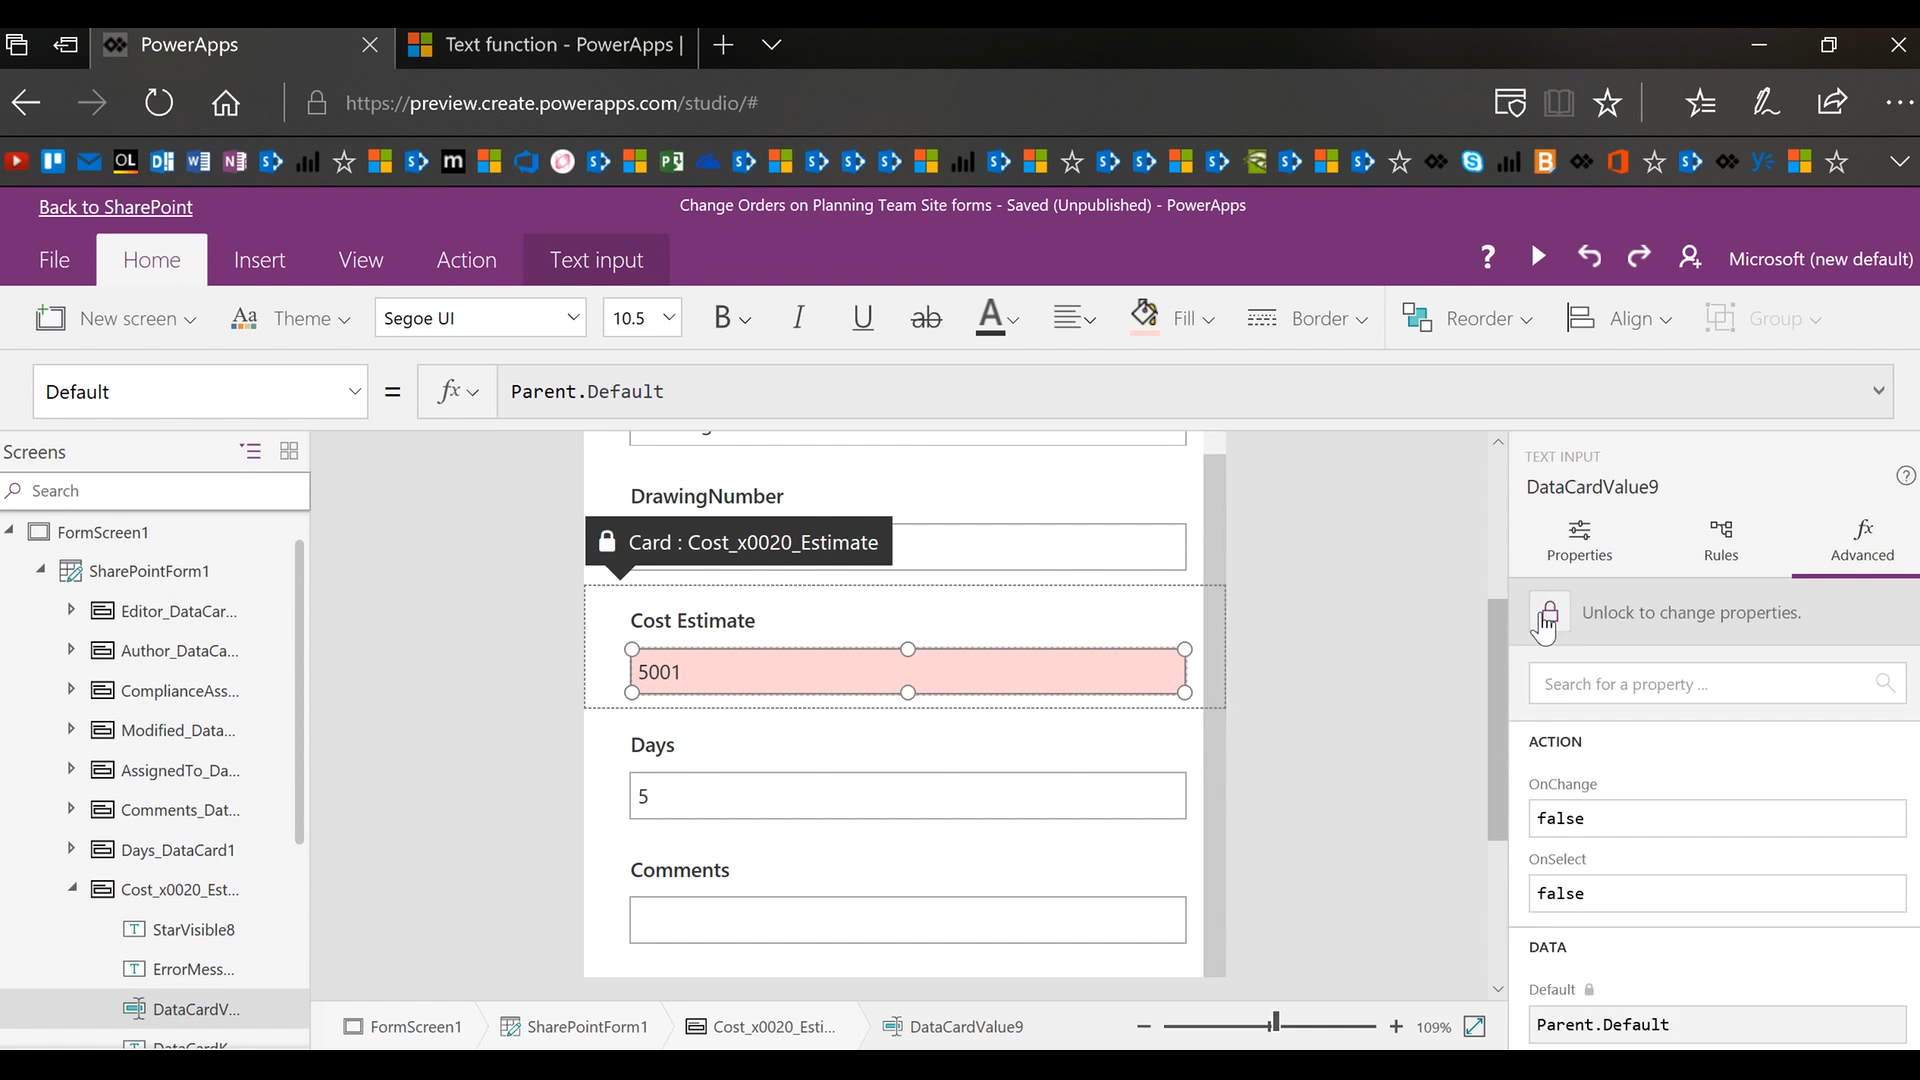 PowerApps
Text function - PowerApps |
https://preview.create.powerapps.com/studio/#
Back to SharePoint
Change Orders on Planning Team Site forms - Saved (Unpublished) - PowerApps
File Home Insert View Action Text input
? Microsoft (new default)
New screen Aa Theme Segoe UI 10.5 B I U ab A Fill Border Reorder Align Group
Default = fx Parent.Default
Screens
Search
FormScreen1
SharePointForm1
Editor_DataCar...
Author_DataCa...
ComplianceAss...
Modified_Data...
AssignedTo_Da...
Comments_Dat...
Days_DataCard1
Cost_x0020_Est...
StarVisible8
ErrorMess...
DataCardV...
DrawingNumber
Card : Cost_x0020_Estimate
Cost Estimate
5001
Days
5
Comments
FormScreen1 SharePointForm1 Cost_x0020_Esti... DataCardValue9
109%
TEXT INPUT
DataCardValue9
Properties Rules Advanced
Unlock to change properties.
Search for a property ...
ACTION
OnChange
false
OnSelect
false
DATA
Default
Parent.Default